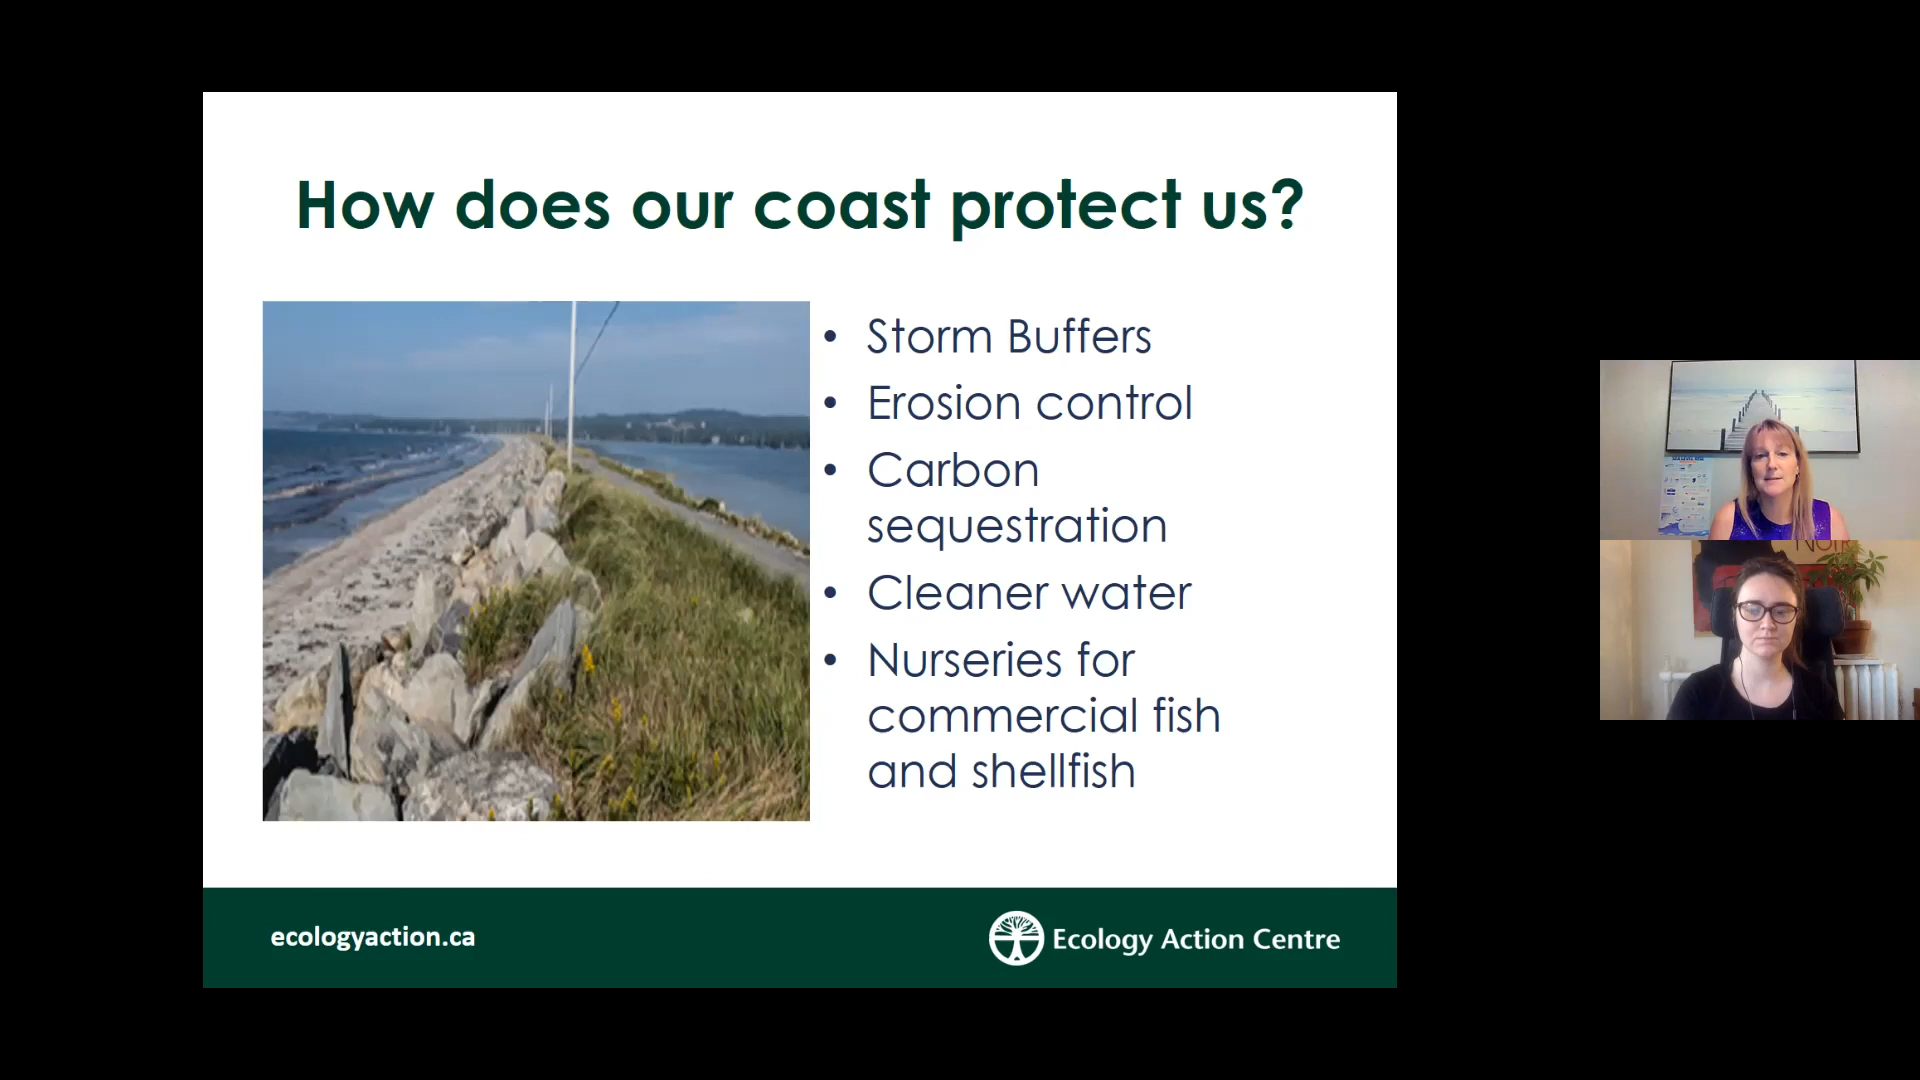 How does our coast protect us?
• Storm Buffers
• Erosion control
• Carbon
sequestration
• Cleaner water
• Nurseries for
commercial fish
and shellfish
ecologyaction.ca
Ecology Action Centre